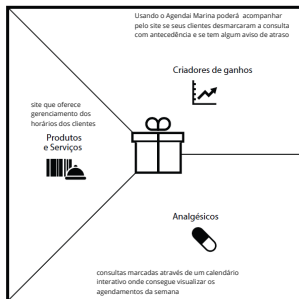 Usando o Agendai Marina poderá acompanhar
pelo site se seus clientes desmarcaram a consulta
com antecedência e se tem algum aviso de atraso
Criadores de ganhos
site que oferece
gerenciamento dos
horários dos clientes
Produtos
e Serviços
Analgésicos
consultas marcadas através de um calendário
interativo onde consegue visualizar os
agendamentos da semana